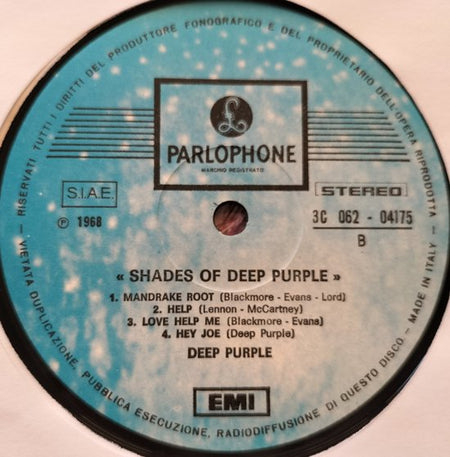 RISERVATI TUTTI I DIRITTI DEL PRODUTTORE FONOGRAFICO E DEL PROPRIETARIO DELL'OPERA RIPRODOTTA
£
PARLOPHONE
MARCHIO REGISTRATO
S.I.A.E.
STEREO
℗ 1968
3C 062 - 04175
B
« SHADES OF DEEP PURPLE »
1. MANDRAKE ROOT (Blackmore - Evans - Lord)
2. HELP (Lennon - McCartney)
3. LOVE HELP ME (Blackmore - Evans)
4. HEY JOE (Deep Purple)
DEEP PURPLE
EMI
— VIETATA DUPLICAZIONE, PUBBLICA ESECUZIONE, RADIODIFFUSIONE DI QUESTO DISCO — MADE IN ITALY —